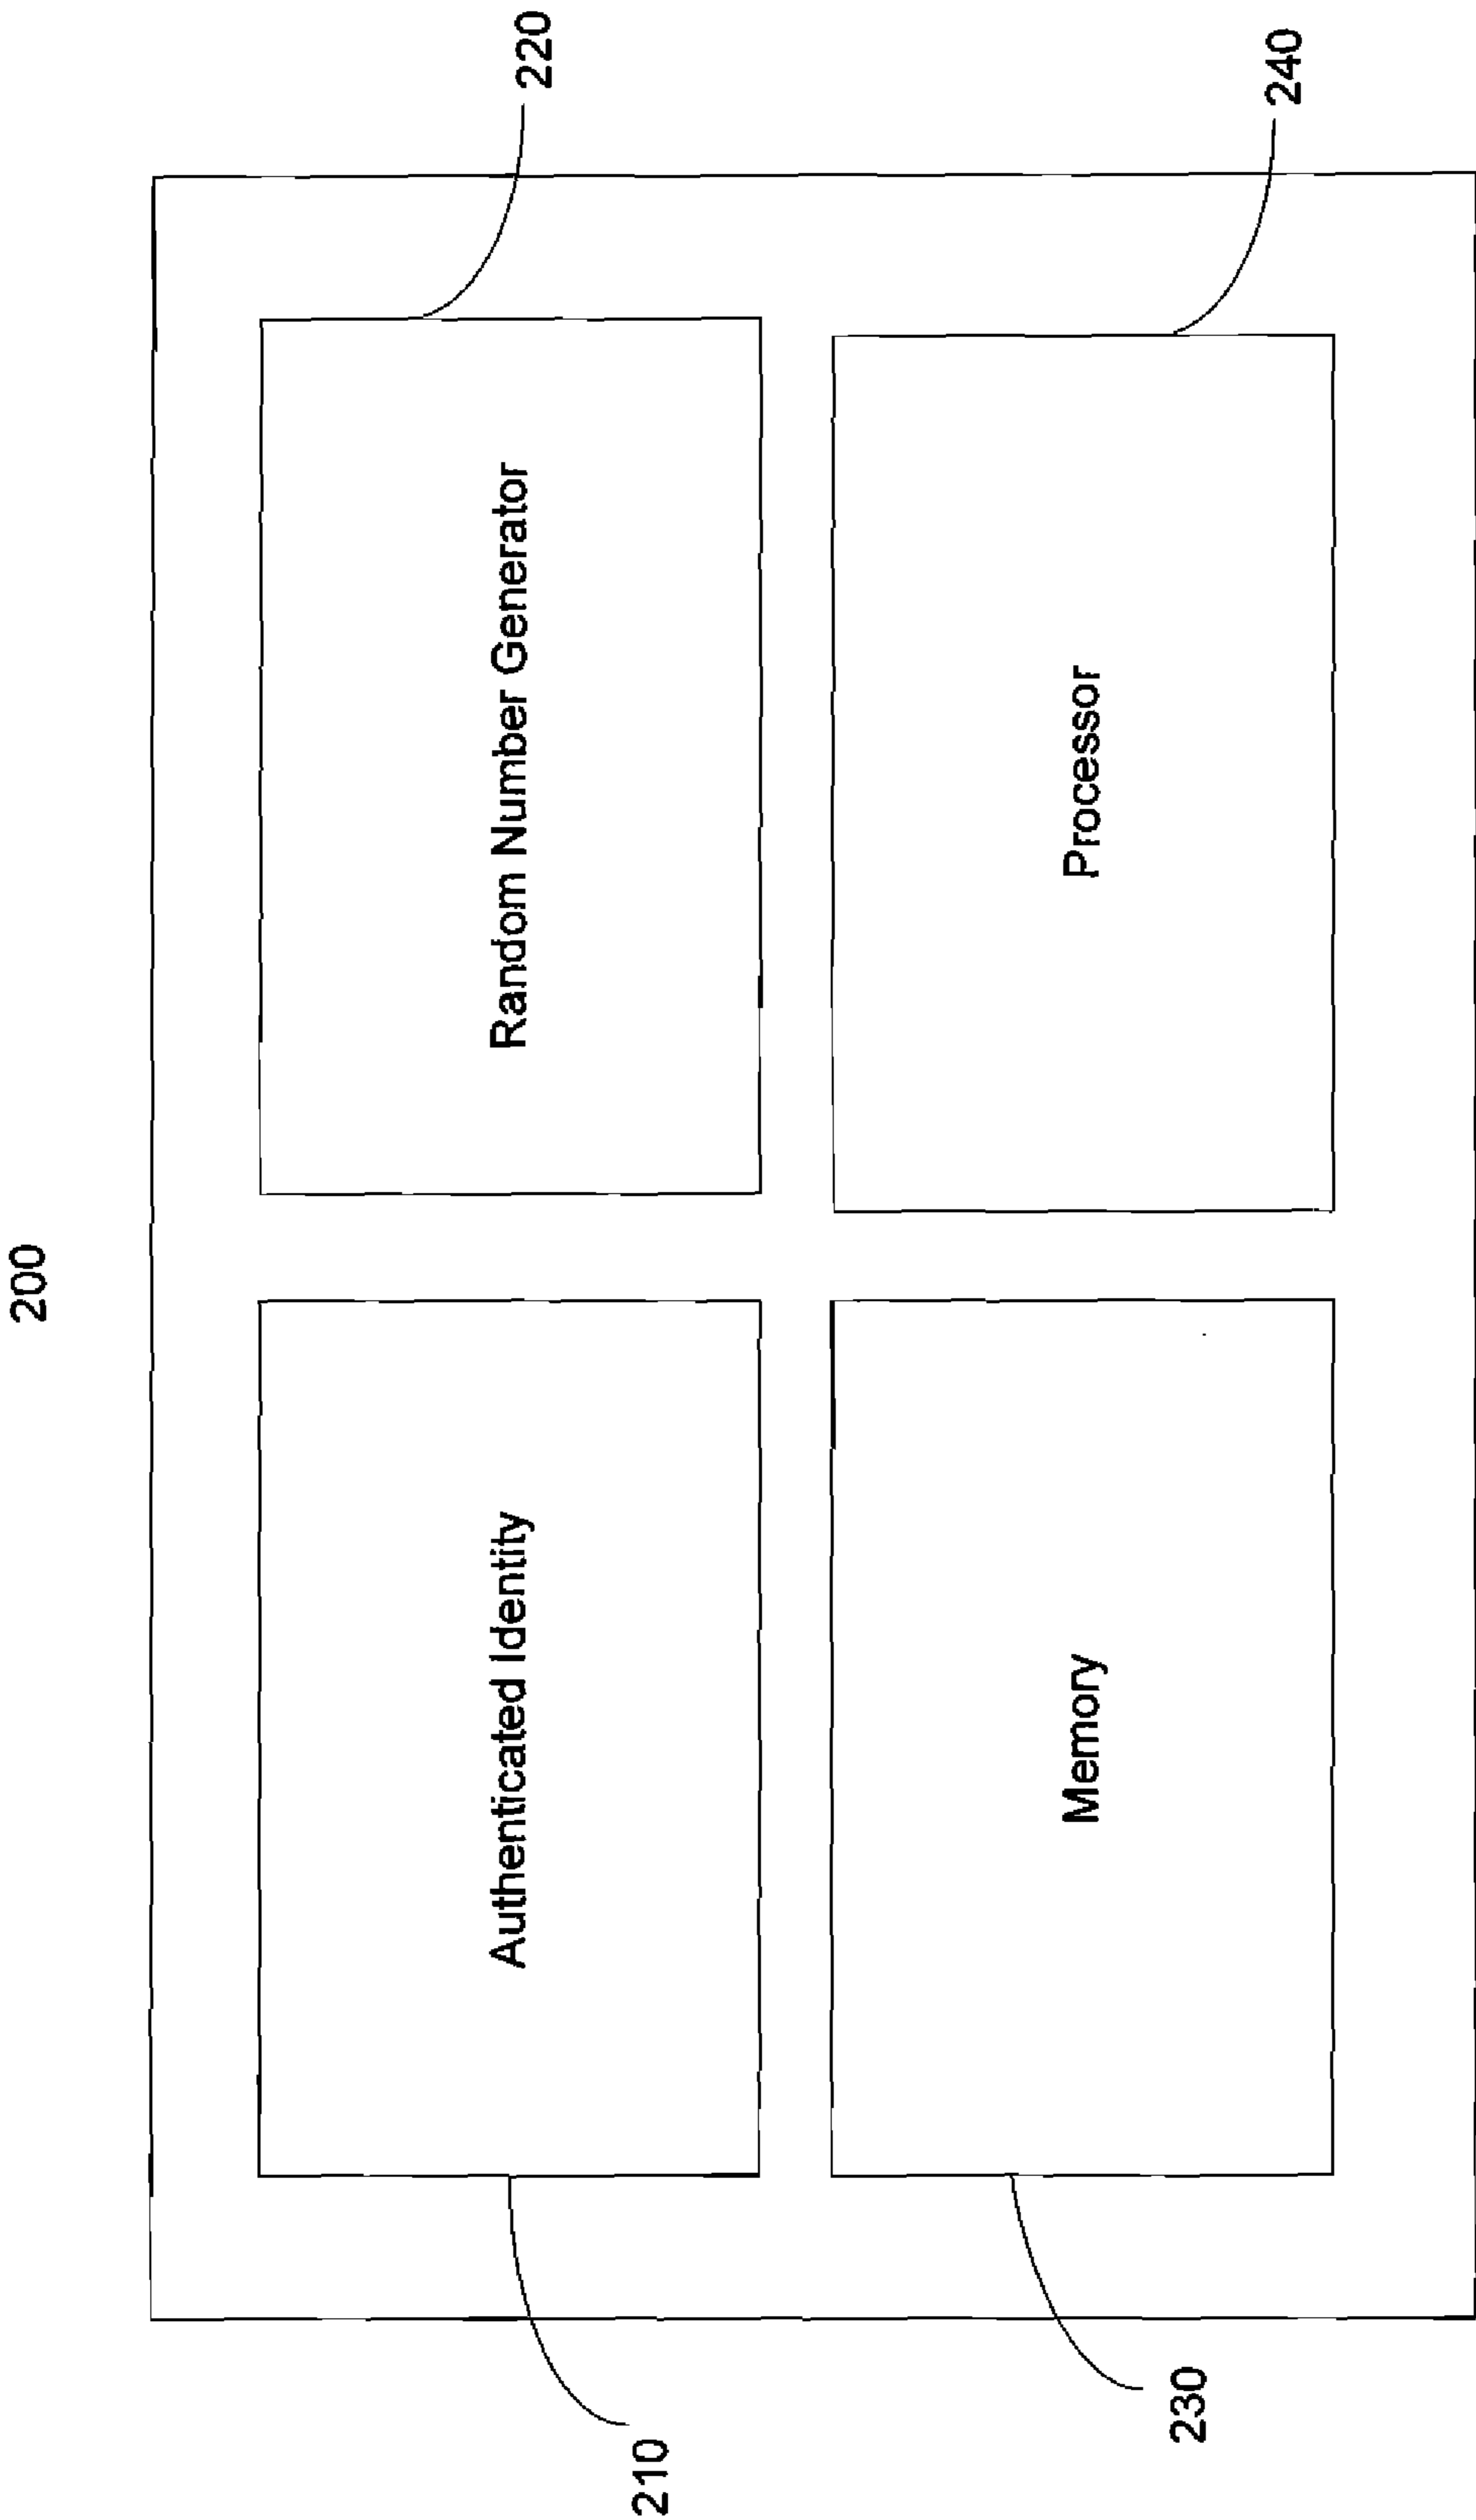 200
210
Authenticated Identity
Random Number Generator
220
230
Memory
Processor
240